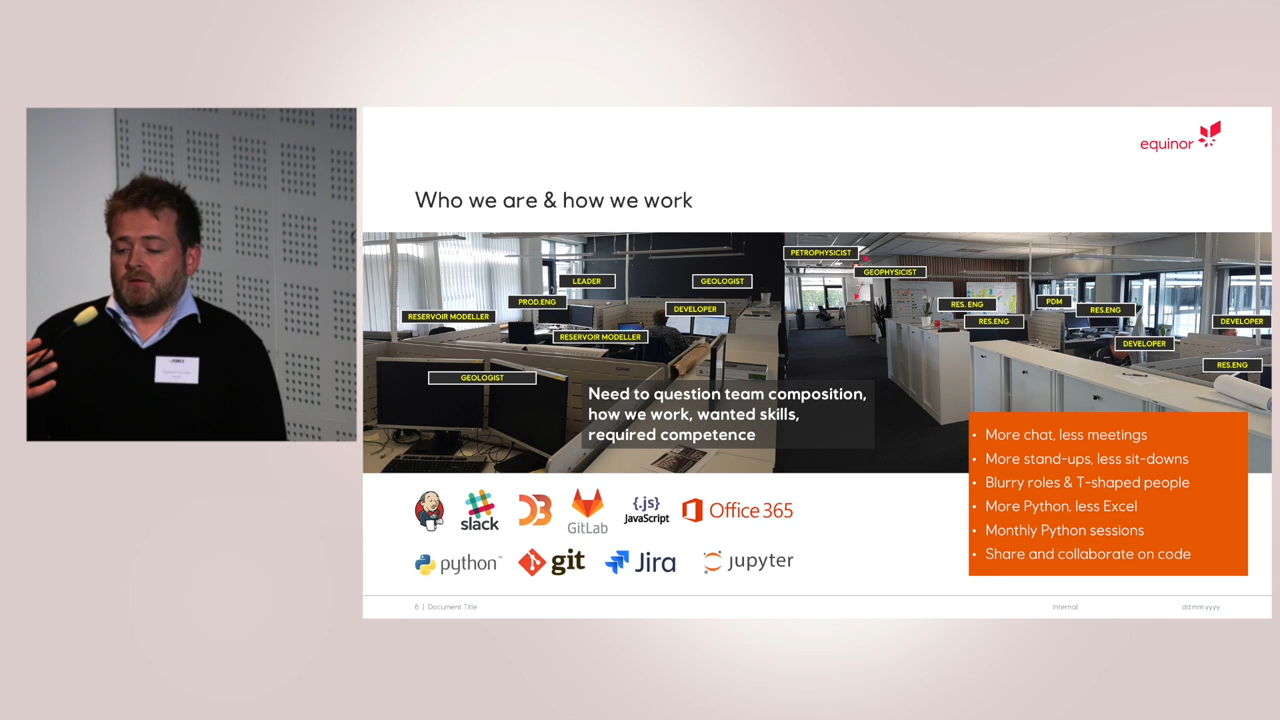 equinor
Who we are & how we work
PETROPHYSICIST
GEOPHYSICIST
LEADER
GEOLOGIST
PROD.ENG
DEVELOPER
RESERVOIR MODELLER
RESERVOIR MODELLER
GEOLOGIST
RES. ENG
RES.ENG
PDM
RES.ENG
DEVELOPER
DEVELOPER
RES.ENG
Need to question team composition,
how we work, wanted skills,
required competence
• More chat, less meetings
• More stand-ups, less sit-downs
• Blurry roles & T-shaped people
• More Python, less Excel
• Monthly Python sessions
• Share and collaborate on code
slack
GitLab
{.js}
JavaScript
Office 365
python™
git
Jira
jupyter
6 | Document Title
internal
dd.mm.yyyy